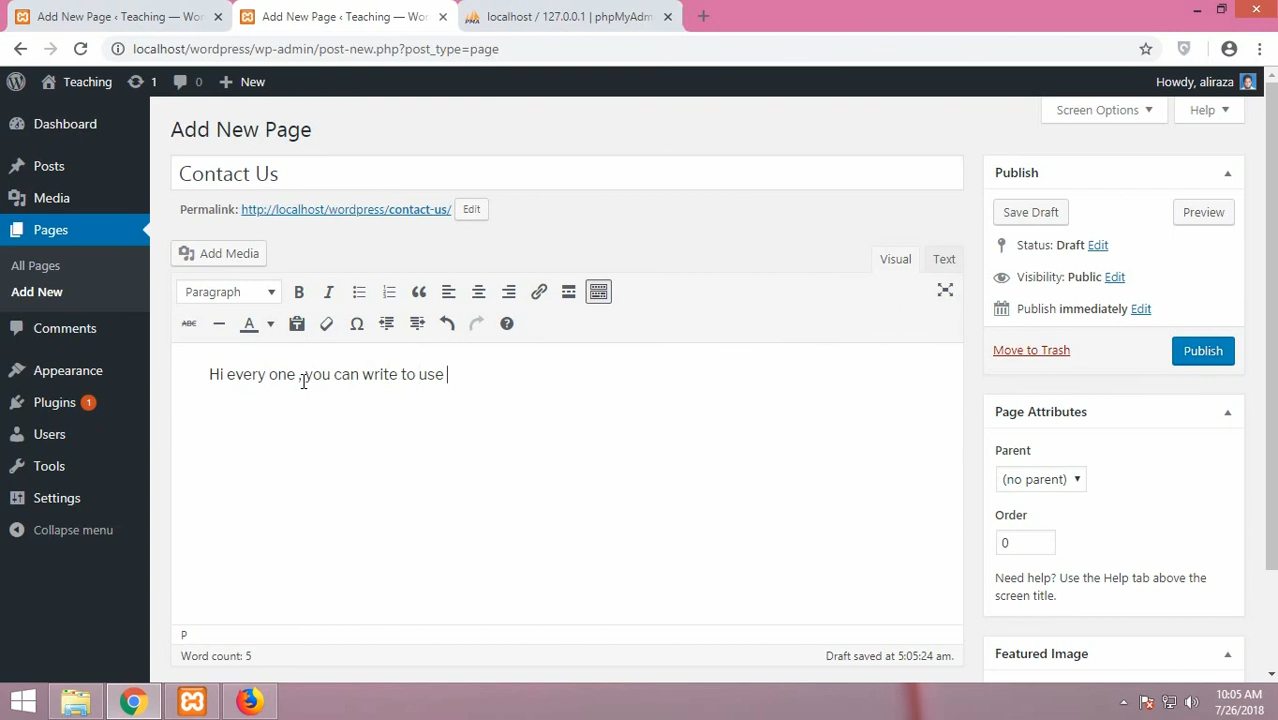 Add New Page ‹ Teaching — Wor
Add New Page ‹ Teaching — Wor
localhost / 127.0.0.1 | phpMyAdm
localhost/wordpress/wp-admin/post-new.php?post_type=page
Teaching 1 0 New Howdy, aliraza
Screen Options Help
Dashboard
Posts
Media
Pages
All Pages
Add New
Comments
Appearance
Plugins 1
Users
Tools
Settings
Collapse menu
Add New Page
Contact Us
Permalink: http://localhost/wordpress/contact-us/ Edit
Add Media
Visual Text
Paragraph B I
ABC A
Hi every one , you can write to use
P
Word count: 5 Draft saved at 5:05:24 am.
Publish
Save Draft Preview
Status: Draft Edit
Visibility: Public Edit
Publish immediately Edit
Move to Trash Publish
Page Attributes
Parent
(no parent)
Order
0
Need help? Use the Help tab above the
screen title.
Featured Image
10:05 AM
7/26/2018